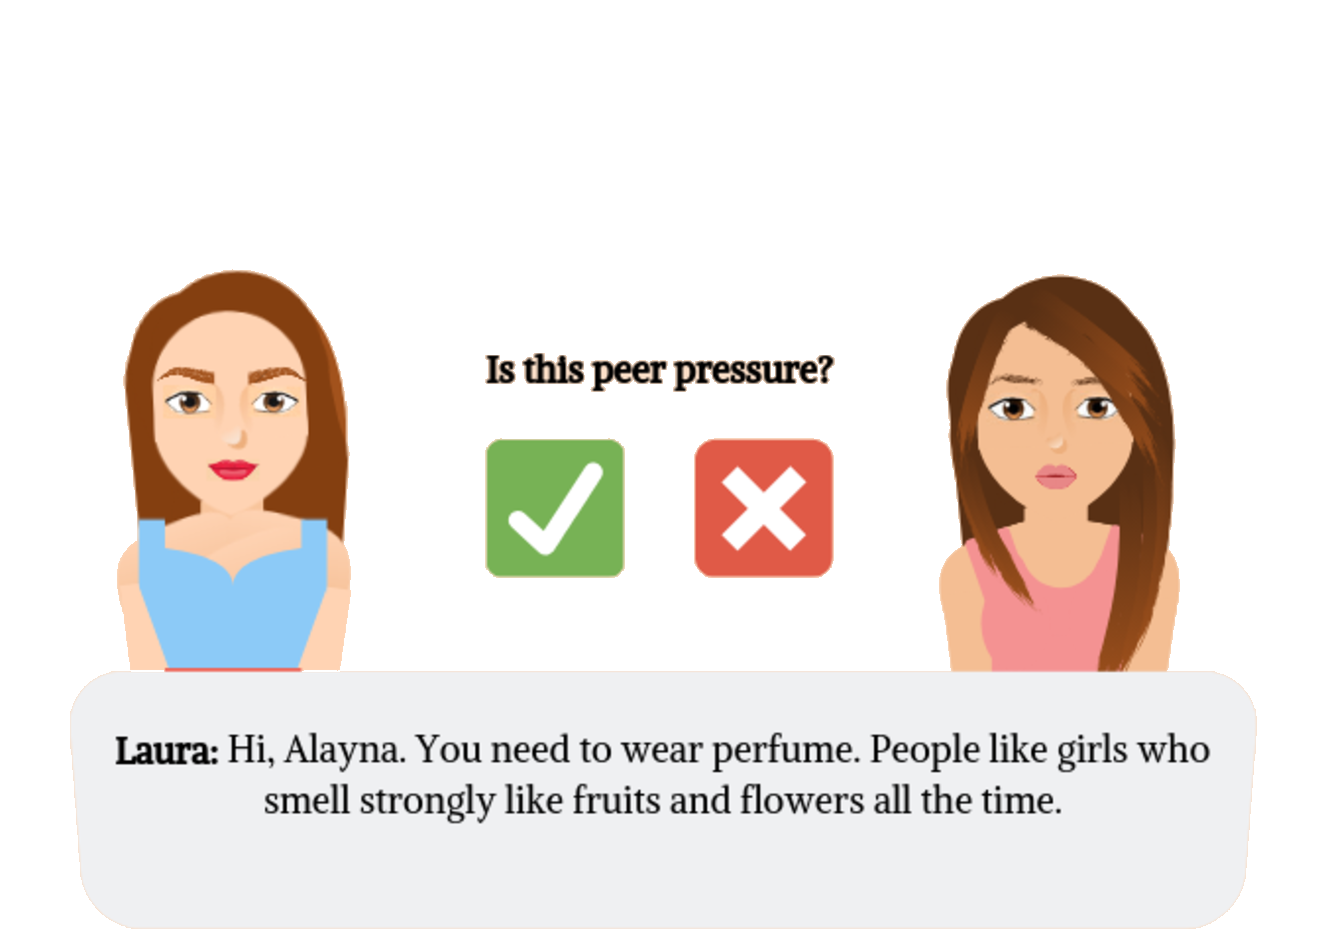 Is this peer pressure?
Laura: Hi, Alayna. You need to wear perfume. People like girls who
smell strongly like fruits and flowers all the time.